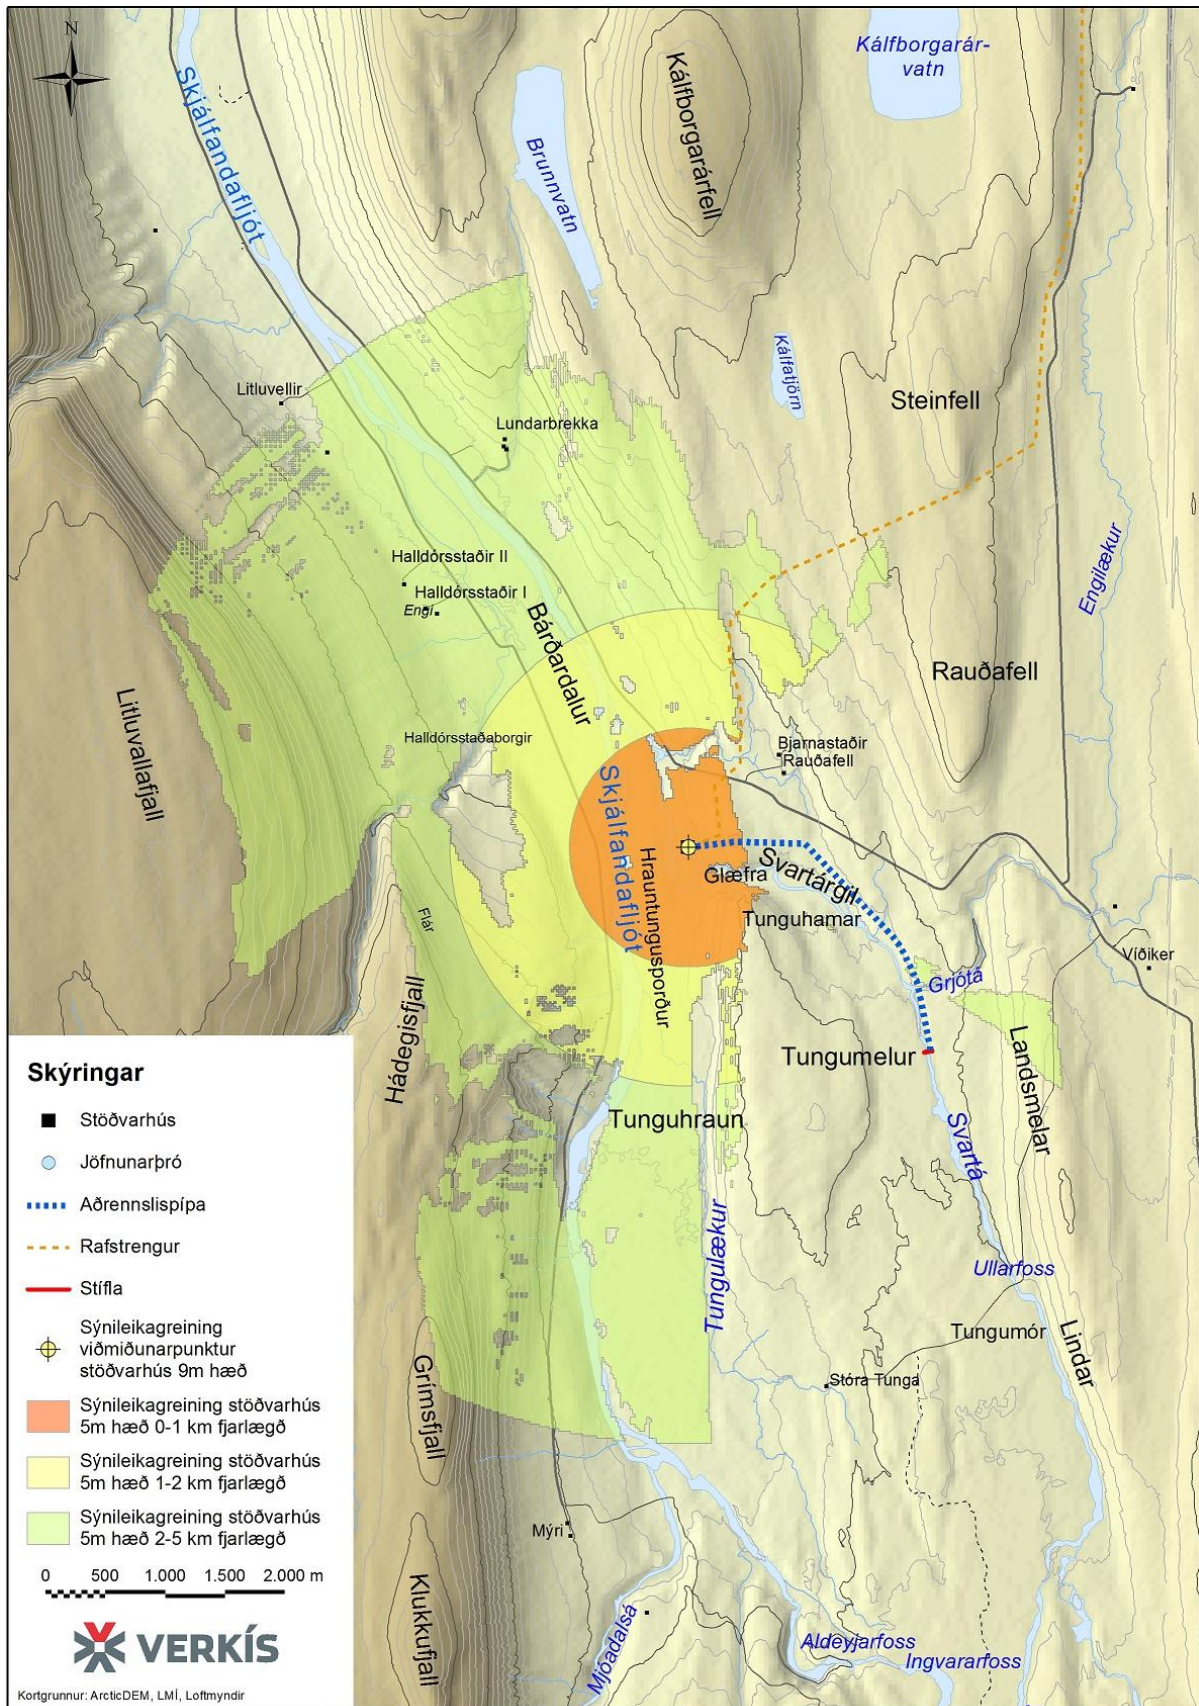 N
Kálfborgarár-
vatn
Skjálfandafljót
Brunnvatn
Kálfborgarárfell
Kálfatjörn
Litluvellir
Steinfell
Lundarbrekka
Engilækur
Halldórsstaðir II
Halldórsstaðir I
Engi
Bárðardalur
Rauðafell
Litluvallafjall
Halldórsstaðaborgir
Bjarnastaðir
Rauðafell
Skjálfandafljót
Hrauntungusporður
Glæfra
Svartárgil
Tunguhamar
Flár
Víðiker
Grjótá
Hádegisfjall
Tungumelur
Landsmelar
Tunguhraun
Svartá
Tungulækur
Ullarfoss
Tungumór
Lindar
Grímsfjall
Stóra Tunga
Mýri
Klukkufjall
Mjóadalsá
Aldeyjarfoss
Ingvararfoss
Skýringar
Stöðvarhús
Jöfnunarþró
Aðrennslispípa
Rafstrengur
Stífla
Sýnileikagreining
viðmiðunarpunktur
stöðvarhús 9m hæð
Sýnileikagreining stöðvarhús
5m hæð 0-1 km fjarlægð
Sýnileikagreining stöðvarhús
5m hæð 1-2 km fjarlægð
Sýnileikagreining stöðvarhús
5m hæð 2-5 km fjarlægð
0 500 1.000 1.500 2.000 m
VERKÍS
Kortgrunnur: ArcticDEM, LMÍ, Loftmyndir